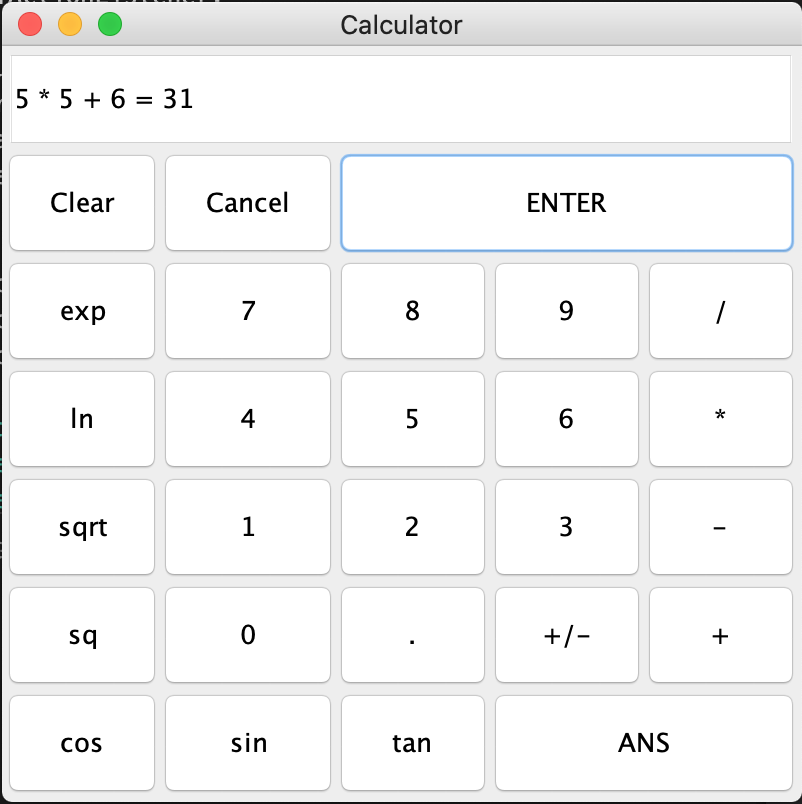 Calculator
5 * 5 + 6 = 31
Clear Cancel ENTER
exp 7 8 9 /
ln 4 5 6 *
sqrt 1 2 3 -
sq 0 . +/- +
cos sin tan ANS